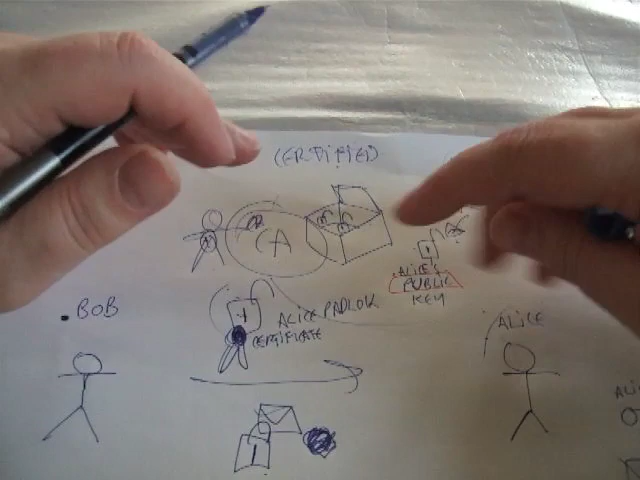 CERTIFIED
CA
ALICE'S
PUBLIC
KEY
.BOB
ALICE PADLOK
CERTIFICATE
ALICE